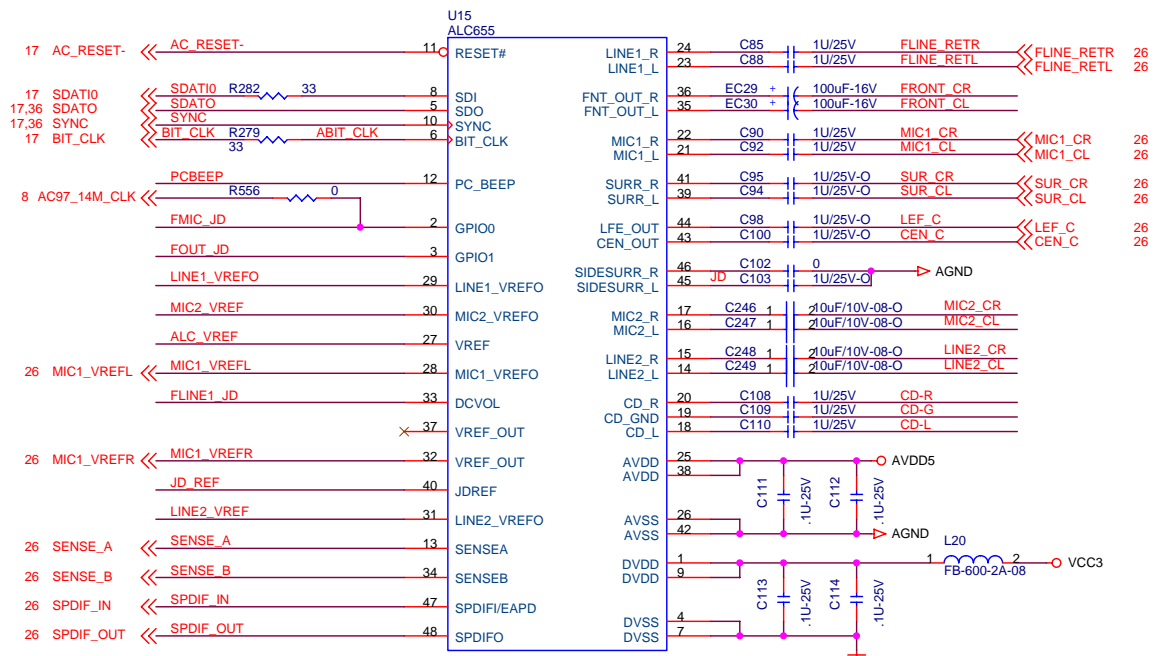 U15
ALC655
17 AC_RESET- AC_RESET- 11 RESET# LINE1_R 24 C85 1U/25V FLINE_RETR FLINE_RETR 26
LINE1_L 23 C88 1U/25V FLINE_RETL FLINE_RETL 26
17 SDATI0 SDATI0 R282 33 8 SDI FNT_OUT_R 36 EC29 + 100uF-16V FRONT_CR
17,36 SDATO SDATO 5 SDO FNT_OUT_L 35 EC30 + 100uF-16V FRONT_CL
17,36 SYNC SYNC 10 SYNC
17 BIT_CLK BIT_CLK R279 33 ABIT_CLK 6 BIT_CLK MIC1_R 22 C90 1U/25V MIC1_CR MIC1_CR 26
MIC1_L 21 C92 1U/25V MIC1_CL MIC1_CL 26
PCBEEP 12 PC_BEEP SURR_R 41 C95 1U/25V-O SUR_CR SUR_CR 26
8 AC97_14M_CLK R556 0 SURR_L 39 C94 1U/25V-O SUR_CL SUR_CL 26
FMIC_JD 2 GPIO0 LFE_OUT 44 C98 1U/25V-O LEF_C LEF_C 26
CEN_OUT 43 C100 1U/25V-O CEN_C CEN_C 26
FOUT_JD 3 GPIO1 SIDESURR_R 46 C102 0 AGND
LINE1_VREFO 29 LINE1_VREFO SIDESURR_L 45 JD C103 1U/25V-O
MIC2_VREF 30 MIC2_VREFO MIC2_R 17 C246 1 2 10uF/10V-08-O MIC2_CR
MIC2_L 16 C247 1 2 10uF/10V-08-O MIC2_CL
ALC_VREF 27 VREF LINE2_R 15 C248 1 2 10uF/10V-08-O LINE2_CR
26 MIC1_VREFL MIC1_VREFL 28 MIC1_VREFO LINE2_L 14 C249 1 2 10uF/10V-08-O LINE2_CL
FLINE1_JD 33 DCVOL CD_R 20 C108 1U/25V CD-R
CD_GND 19 C109 1U/25V CD-G
37 VREF_OUT CD_L 18 C110 1U/25V CD-L
26 MIC1_VREFR MIC1_VREFR 32 VREF_OUT AVDD 25 AVDD5
AVDD 38
JD_REF 40 JDREF C111 .1U-25V C112 .1U-25V
LINE2_VREF 31 LINE2_VREFO AVSS 26
AVSS 42 AGND
26 SENSE_A SENSE_A 13 SENSEA L20
DVDD 1 1 2 VCC3
26 SENSE_B SENSE_B 34 SENSEB DVDD 9 FB-600-2A-08
26 SPDIF_IN SPDIF_IN 47 SPDIFI/EAPD C113 .1U-25V C114 .1U-25V
DVSS 4
26 SPDIF_OUT SPDIF_OUT 48 SPDIFO DVSS 7